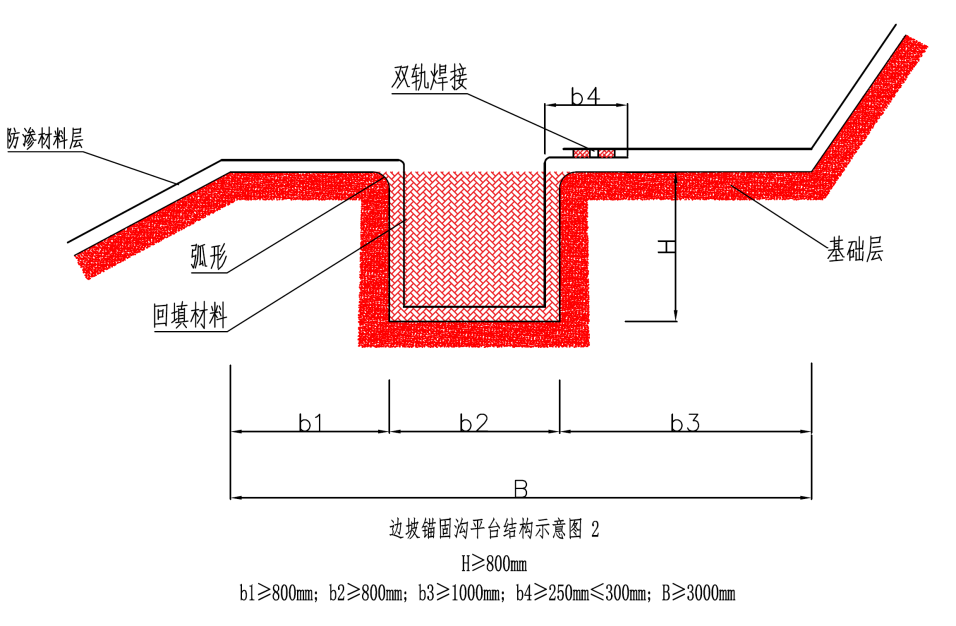 双轨焊接
b4
防渗材料层
弧形
H
基础层
回填材料
b1
b2
b3
B
边坡锚固沟平台结构示意图 2
H≥800mm
b1≥800mm; b2≥800mm; b3≥1000mm; b4≥250mm≤300mm; B≥3000mm